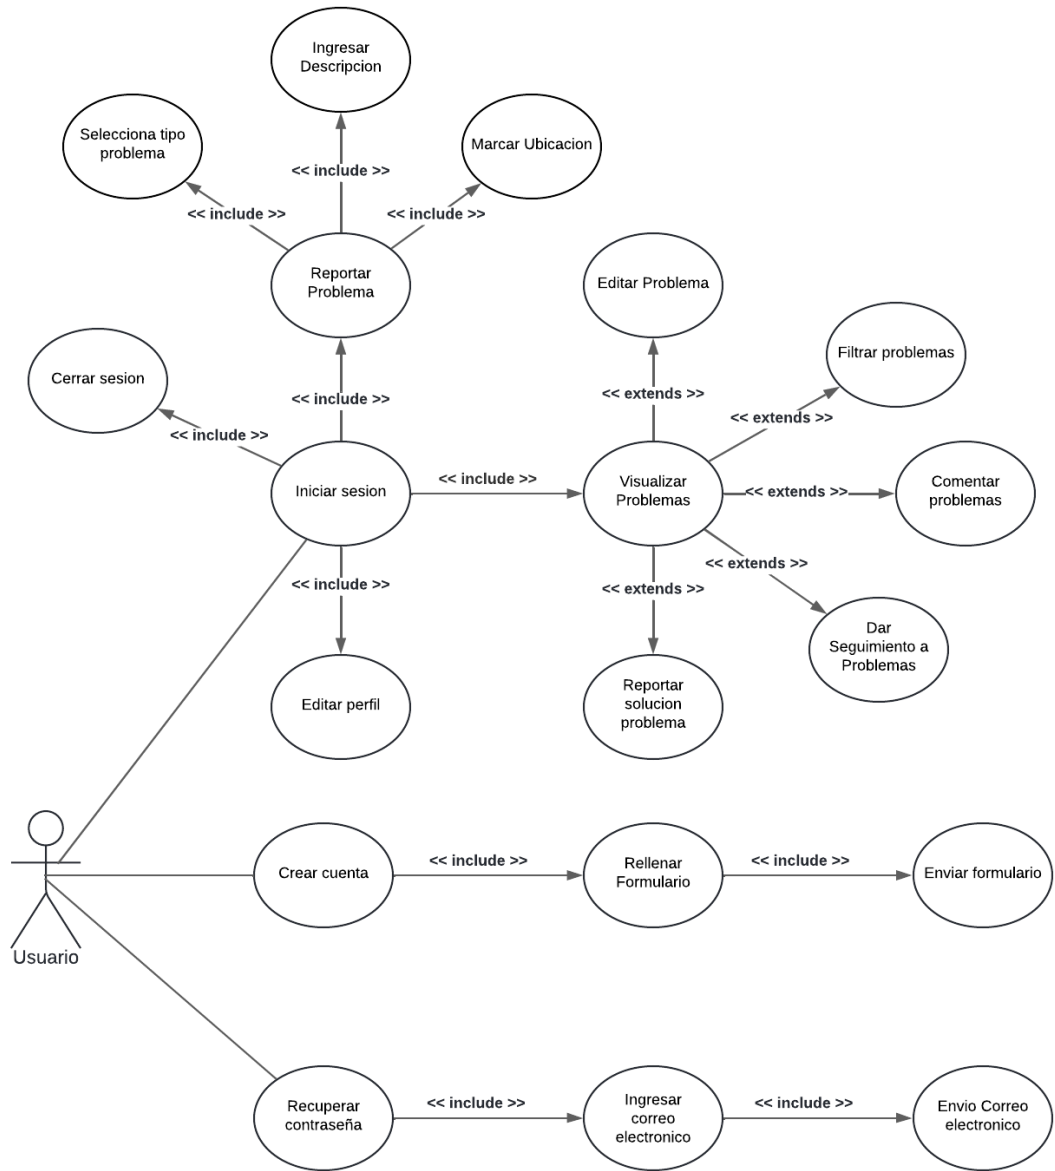 Ingresar
Descripcion
Selecciona tipo
problema
Marcar Ubicacion
<< include >>
<< include >>
<< include >>
Reportar
Problema
Editar Problema
Filtrar problemas
Cerrar sesion
<< include >>
<< extends >>
<< extends >>
<< include >>
Iniciar sesion
<< include >>
Visualizar
Problemas
<< extends >>
Comentar
problemas
<< include >>
<< extends >>
<< extends >>
Dar
Seguimiento a
Problemas
Editar perfil
Reportar
solucion
problema
Usuario
Crear cuenta
<< include >>
Rellenar
Formulario
<< include >>
Enviar formulario
Recuperar
contraseña
<< include >>
Ingresar
correo
electronico
<< include >>
Envio Correo
electronico